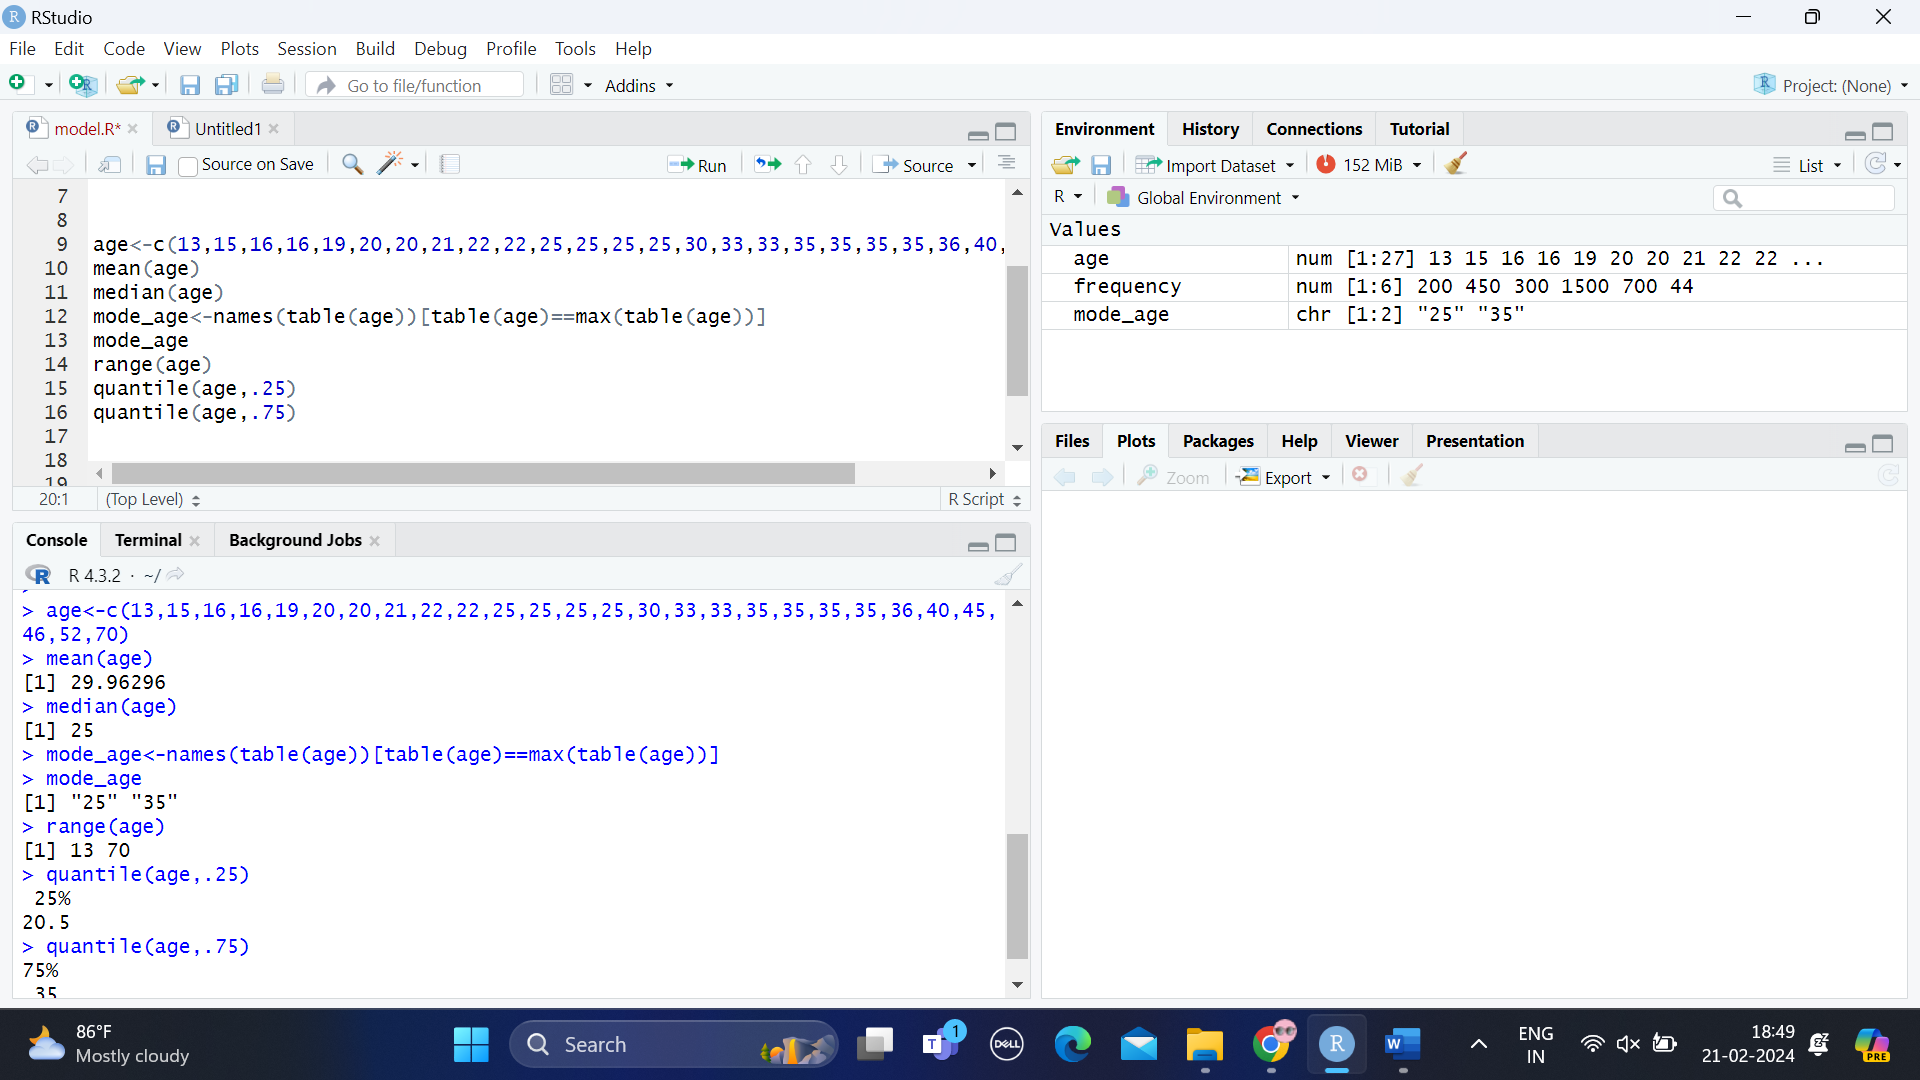 RStudio
File Edit Code View Plots Session Build Debug Profile Tools Help
Go to file/function Addins Project: (None)
model.R* Untitled1
Source on Save Run Source
7
8
9 age<-c(13,15,16,16,19,20,20,21,22,22,25,25,25,25,30,33,33,35,35,35,35,36,40,
10 mean(age)
11 median(age)
12 mode_age<-names(table(age))[table(age)==max(table(age))]
13 mode_age
14 range(age)
15 quantile(age,.25)
16 quantile(age,.75)
17
18
19
20:1 (Top Level) R Script
Console Terminal Background Jobs
R 4.3.2 · ~/
> age<-c(13,15,16,16,19,20,20,21,22,22,25,25,25,25,30,33,33,35,35,35,35,36,40,45,
46,52,70)
> mean(age)
[1] 29.96296
> median(age)
[1] 25
> mode_age<-names(table(age))[table(age)==max(table(age))]
> mode_age
[1] "25" "35"
> range(age)
[1] 13 70
> quantile(age,.25)
25%
20.5
> quantile(age,.75)
75%
35
Environment History Connections Tutorial
Import Dataset 152 MiB List
R Global Environment
Values
age num [1:27] 13 15 16 16 19 20 20 21 22 22 ...
frequency num [1:6] 200 450 300 1500 700 44
mode_age chr [1:2] "25" "35"
Files Plots Packages Help Viewer Presentation
Zoom Export
86°F
Mostly cloudy
Search
1
DELL
ENG
IN
18:49
21-02-2024
PRE